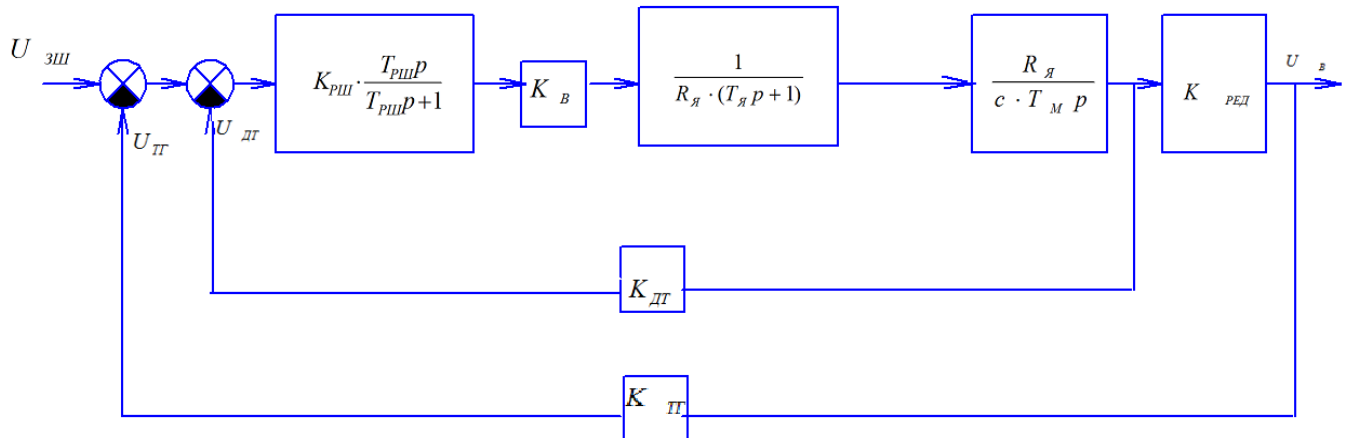 U ЗШ
U ТГ
U ДТ
K РШ · T РШ p / T РШ p + 1
K В
1 / R Я · (T Я p + 1)
R Я / c · T М p
K РЕД
U в
K ДТ
K ТГ